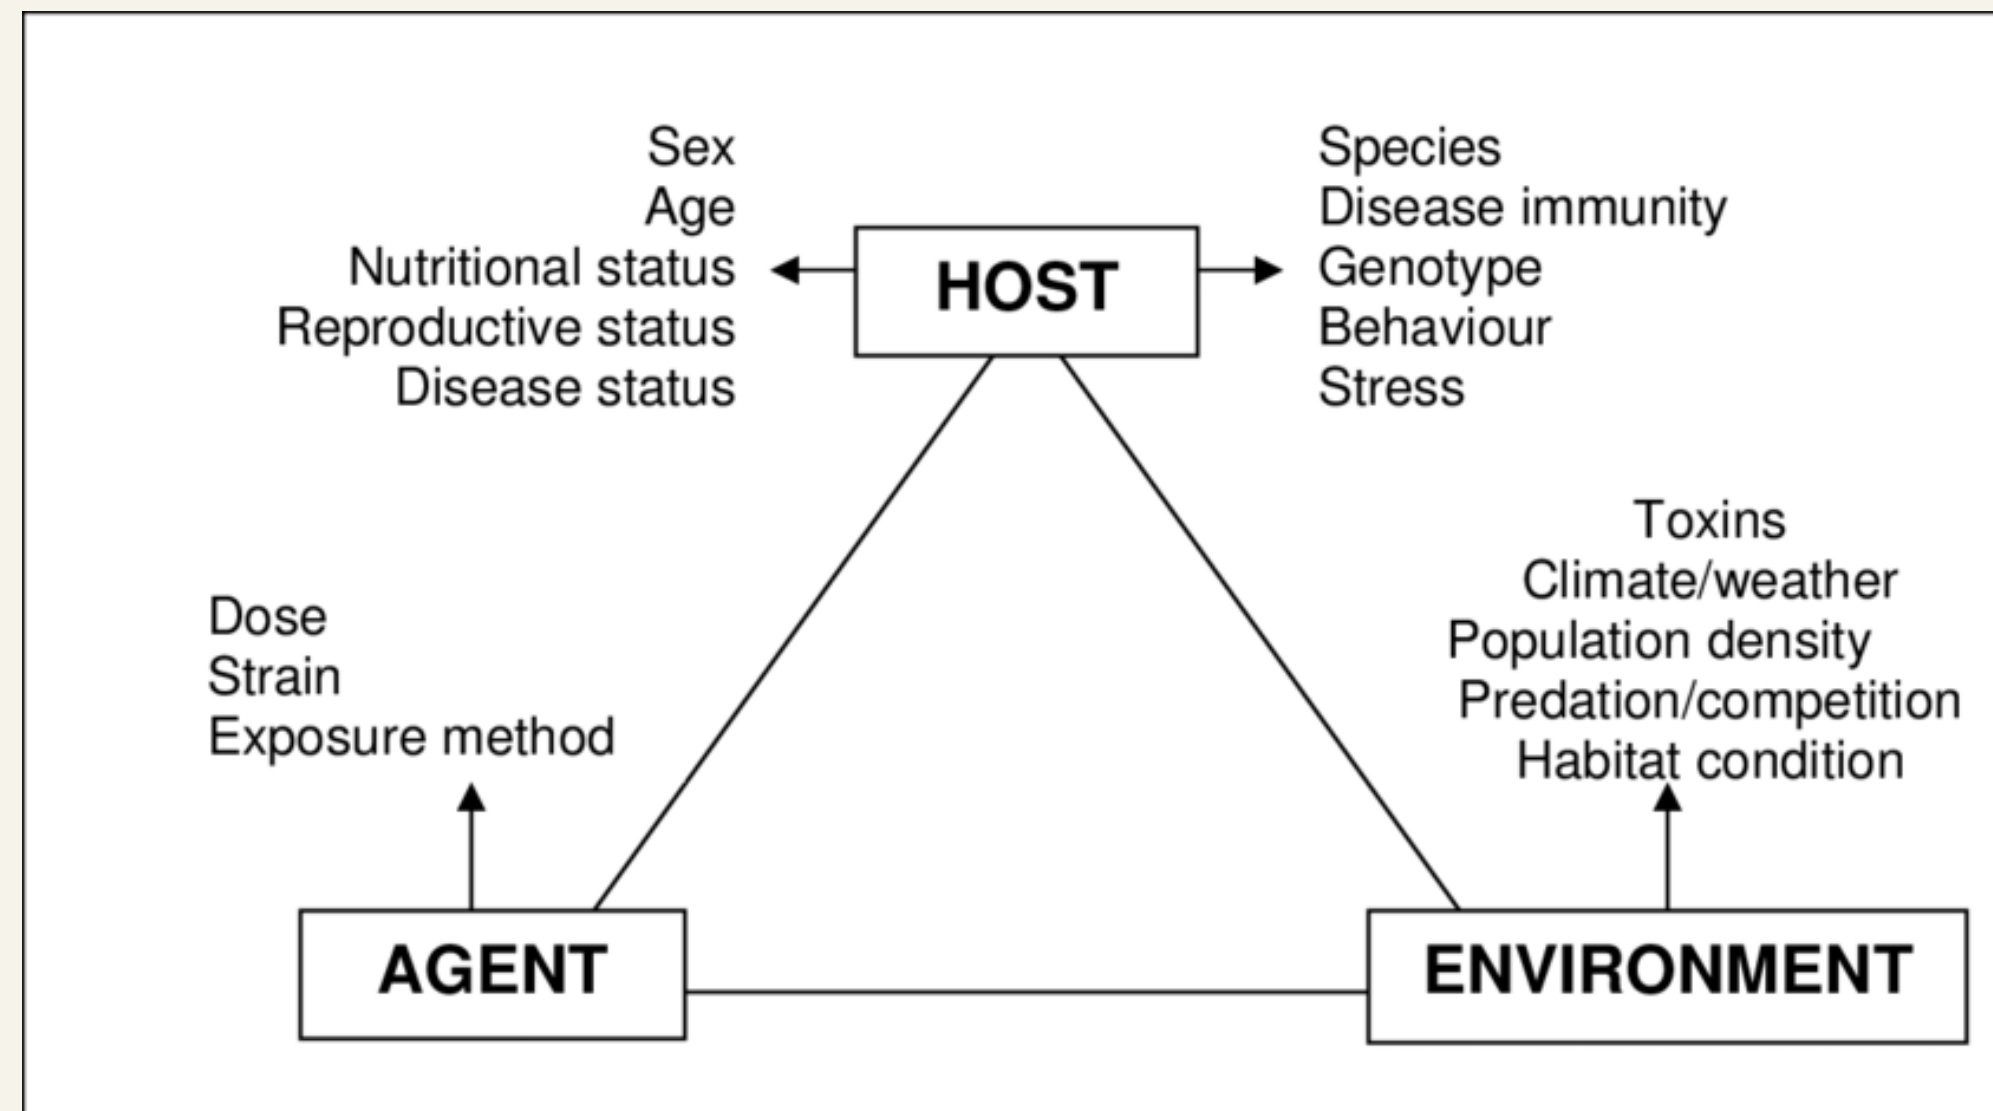 Sex
Age
Nutritional status
Reproductive status
Disease status
HOST
Species
Disease immunity
Genotype
Behaviour
Stress
Dose
Strain
Exposure method
Toxins
Climate/weather
Population density
Predation/competition
Habitat condition
AGENT
ENVIRONMENT